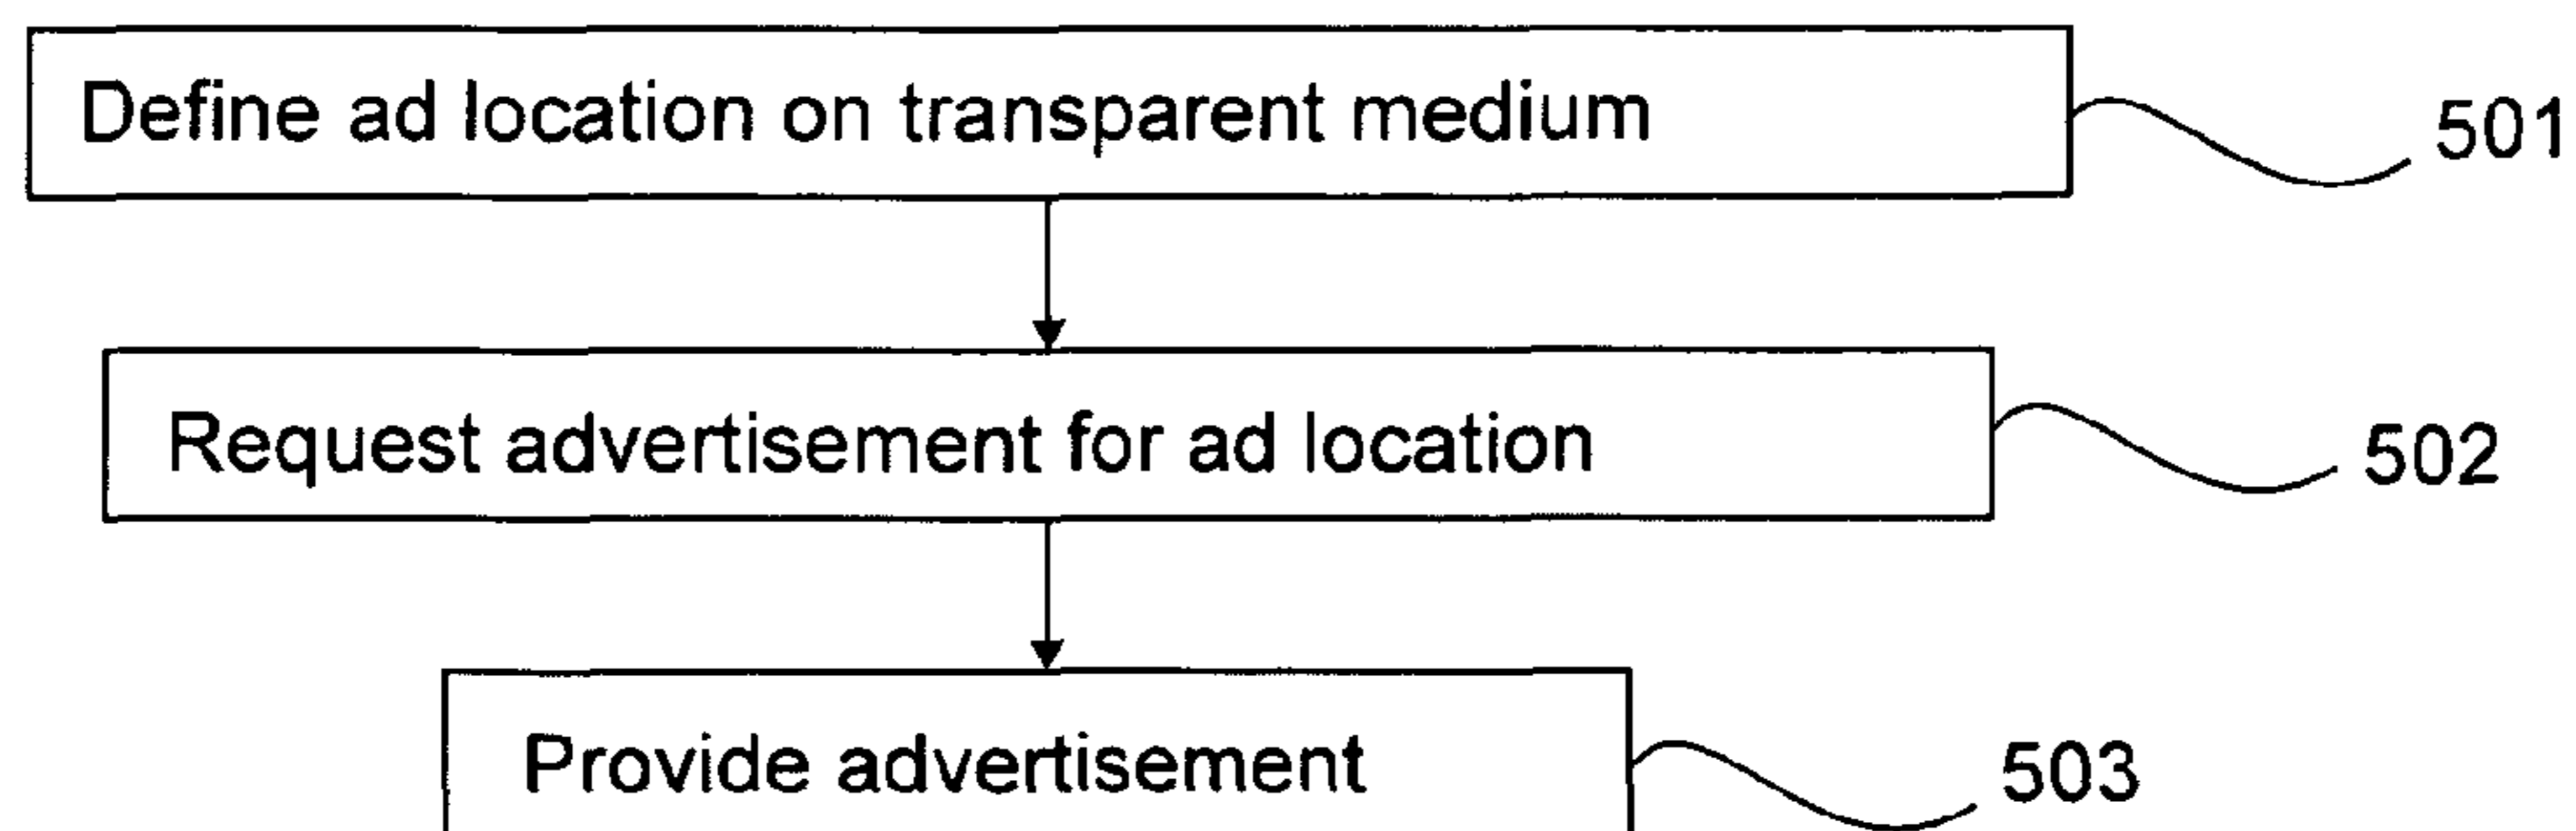 Define ad location on transparent medium
501
Request advertisement for ad location
502
Provide advertisement
503